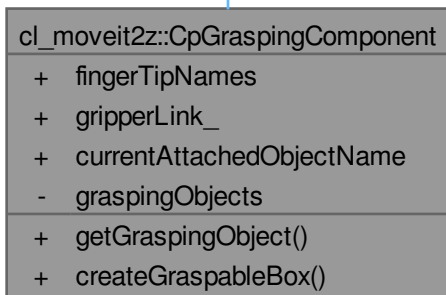 cl_moveit2z::CpGraspingComponent
+ fingerTipNames
+ gripperLink_
+ currentAttachedObjectName
- graspingObjects
+ getGraspingObject()
+ createGraspableBox()